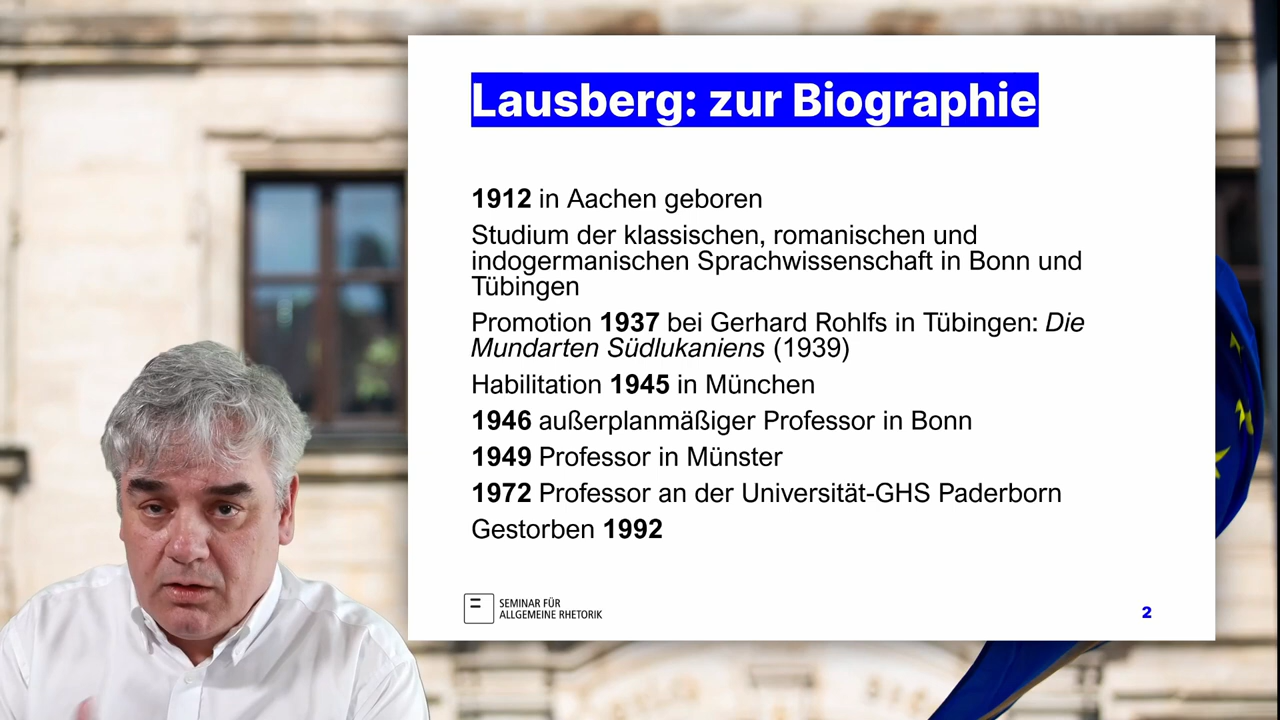 Lausberg: zur Biographie
1912 in Aachen geboren
Studium der klassischen, romanischen und
indogermanischen Sprachwissenschaft in Bonn und
Tübingen
Promotion 1937 bei Gerhard Rohlfs in Tübingen: Die
Mundarten Südlukaniens (1939)
Habilitation 1945 in München
1946 außerplanmäßiger Professor in Bonn
1949 Professor in Münster
1972 Professor an der Universität-GHS Paderborn
Gestorben 1992
SEMINAR FÜR
ALLGEMEINE RHETORIK
2